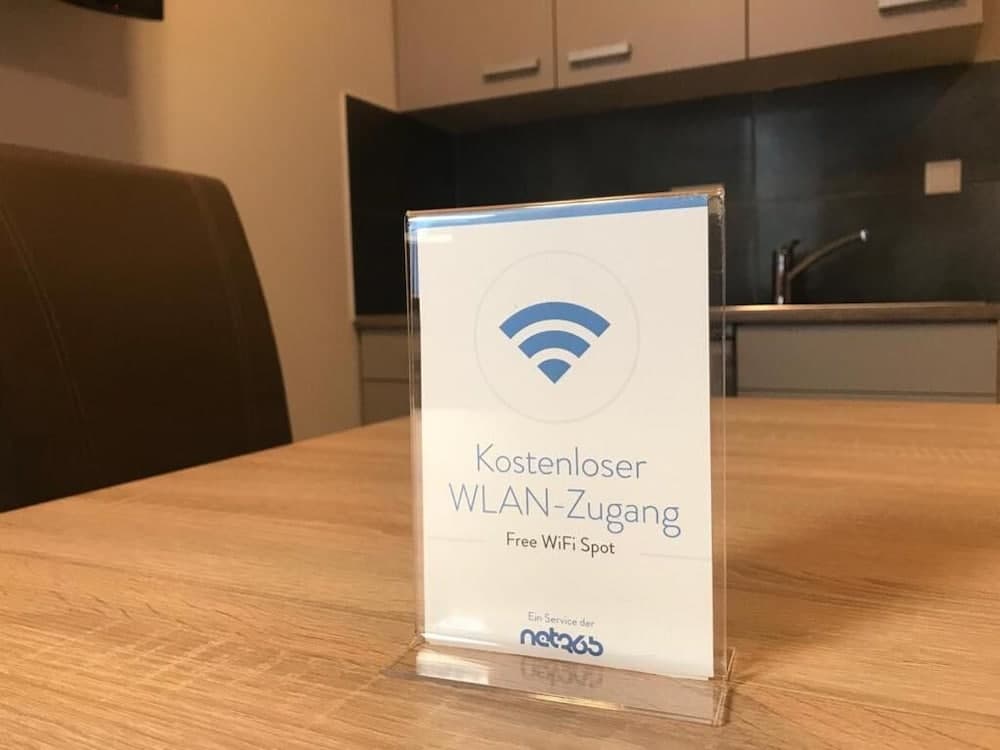 Kostenloser
WLAN-Zugang
Free WiFi Spot
Ein Service der
net365